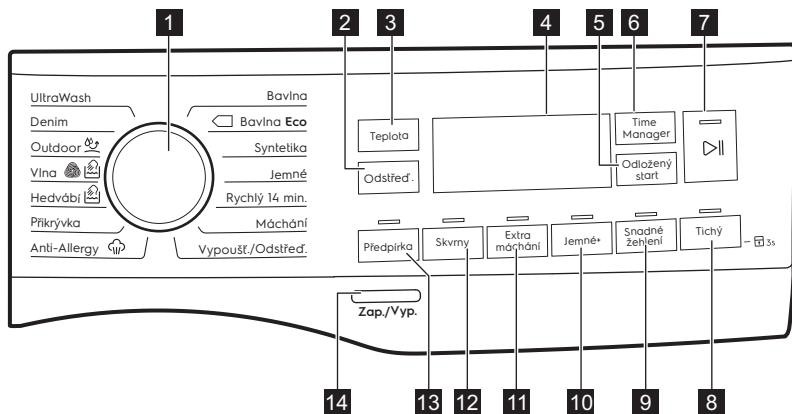 1
2
3
4
5
6
7
UltraWash
Denim
Outdoor
Vlna
Hedvábí
Přikrývka
Anti-Allergy
Bavlna
Bavlna Eco
Syntetika
Jemné
Rychlý 14 min.
Máchání
Vypoušť./Odstřeď.
Teplota
Odstřeď.
Time
Manager
Odložený
start
Předpírka
Skvrny
Extra
máchání
Jemné+
Snadné
žehlení
Tichý
3s
Zap./Vyp.
14
13
12
11
10
9
8